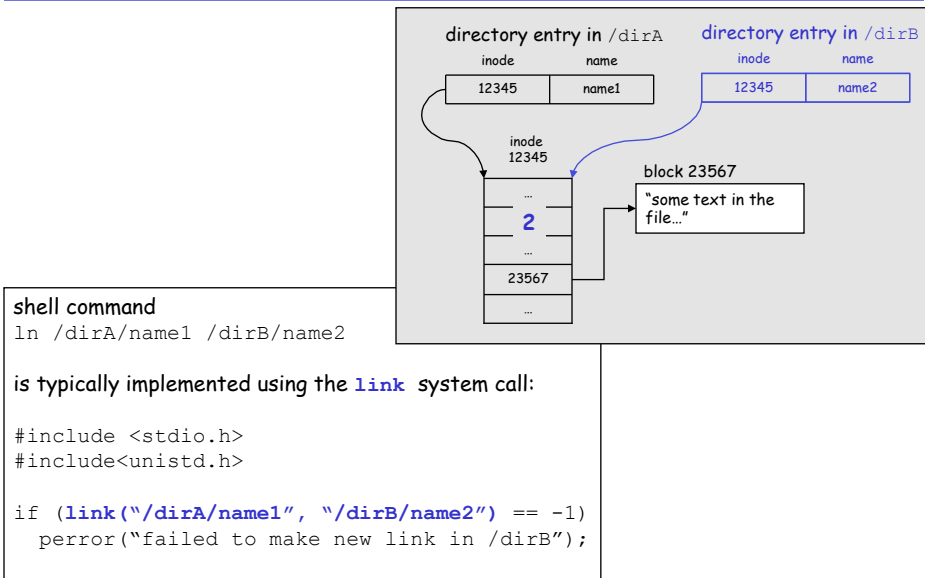 directory entry in /dirA
directory entry in /dirB
inode name
inode name
12345 name1
12345 name2
inode
12345
block 23567
…
“some text in the
file…”
2
…
23567
…
shell command
ln /dirA/name1 /dirB/name2
is typically implemented using the link system call:
#include <stdio.h>
#include<unistd.h>
if (link(“/dirA/name1”, “/dirB/name2”) == -1)
perror(“failed to make new link in /dirB”);